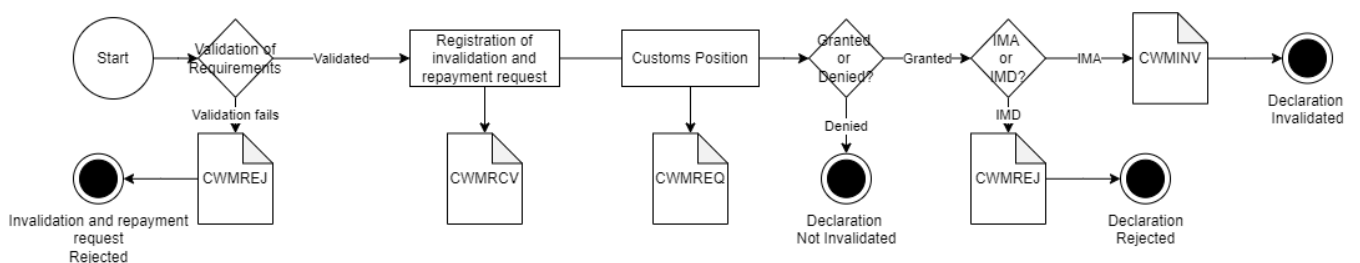 Start
Validation of
Requirements
Validated
Registration of
invalidation and
repayment request
Customs Position
Granted
or
Denied?
Granted
IMA
or
IMD?
IMA
CWMINV
Declaration
Invalidated
Validation fails
Denied
IMD
CWMREJ
Invalidation and repayment
request
Rejected
CWMRCV
CWMREQ
Declaration
Not Invalidated
CWMREJ
Declaration
Rejected